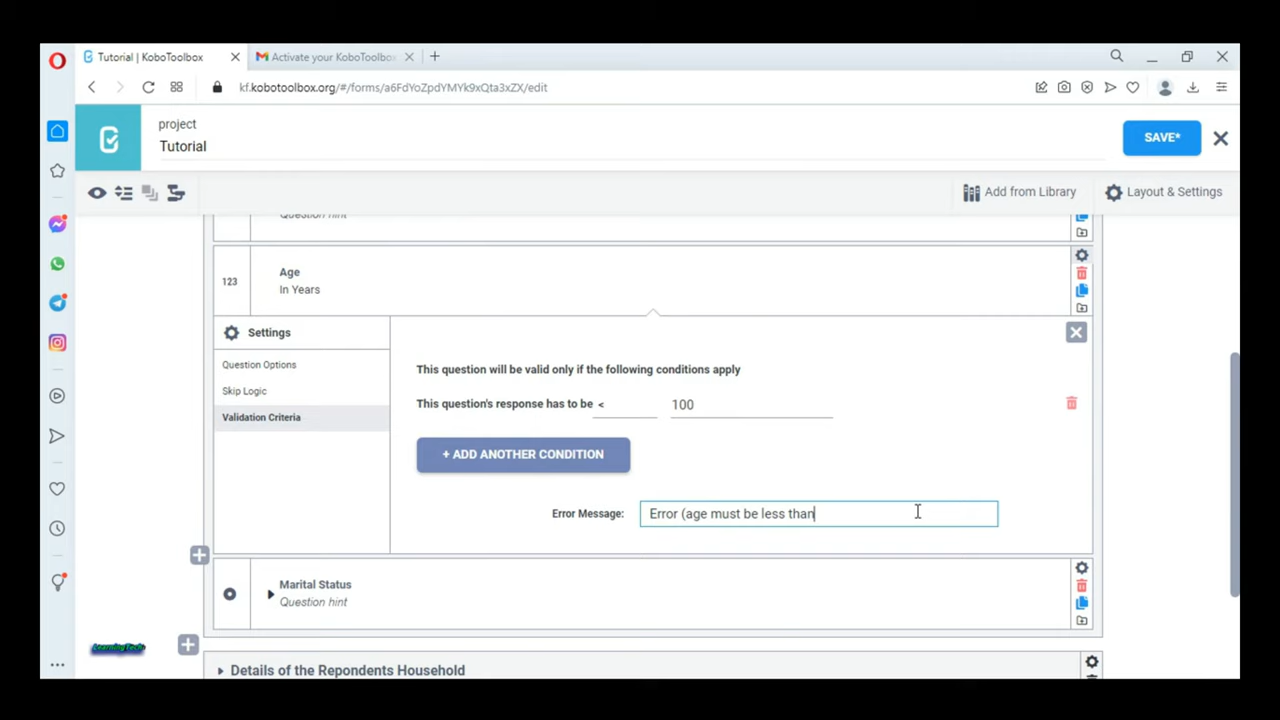 Tutorial | KoboToolbox
Activate your KoboToolbox
kf.kobotoolbox.org/#/forms/a6FdYoZpdYMYk9xQta3xZX/edit
project
Tutorial
SAVE*
Add from Library
Layout & Settings
Question hint
123
Age
In Years
Settings
Question Options
Skip Logic
Validation Criteria
This question will be valid only if the following conditions apply
This question's response has to be < 100
+ ADD ANOTHER CONDITION
Error Message: Error (age must be less than
Marital Status
Question hint
LearningTech
Details of the Repondents Household